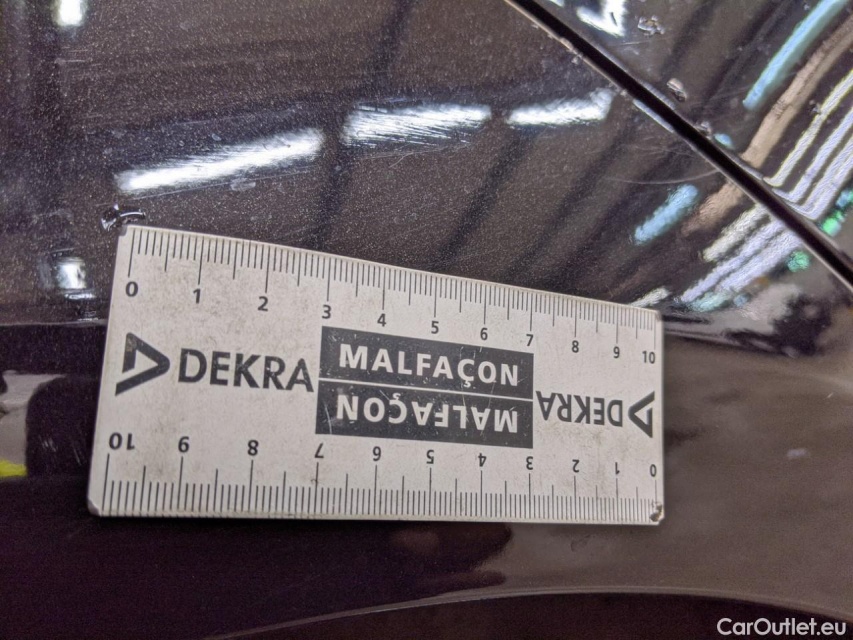 0 1 2 3 4 5 6 7 8 9 10
DEKRA MALFAÇON DEKRA
MALFAÇON
10 9 8 7 6 5 4 3 2 1 0
CarOutlet.eu